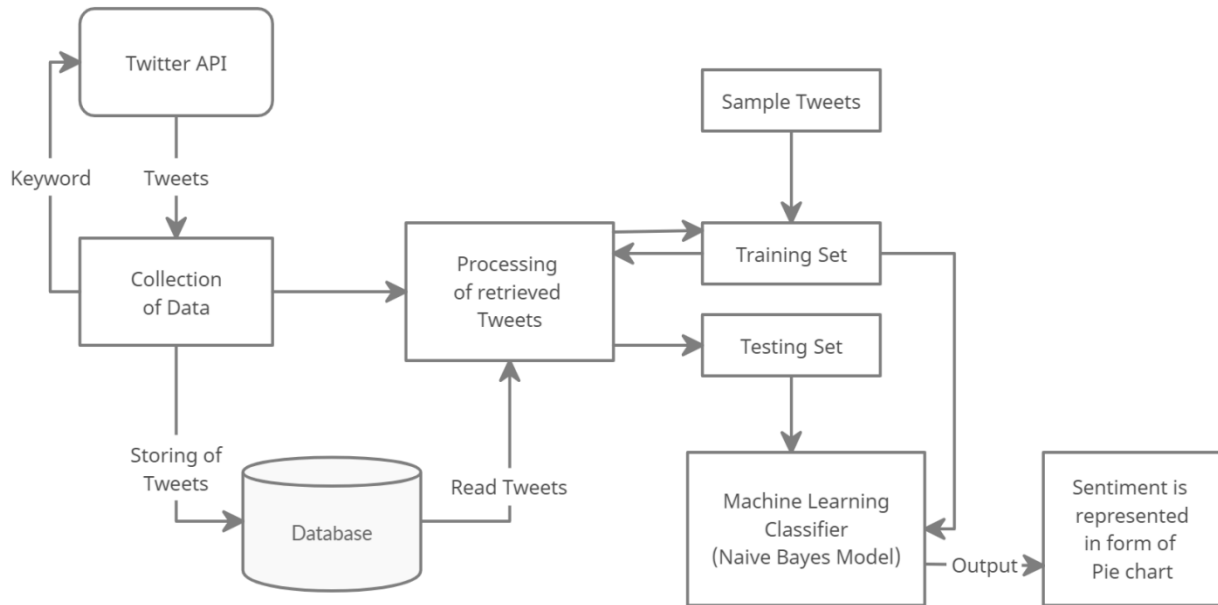 Twitter API
Sample Tweets
Keyword
Tweets
Collection
of Data
Processing
of retrieved
Tweets
Training Set
Testing Set
Storing of
Tweets
Database
Read Tweets
Machine Learning
Classifier
(Naive Bayes Model)
Output
Sentiment is
represented
in form of
Pie chart